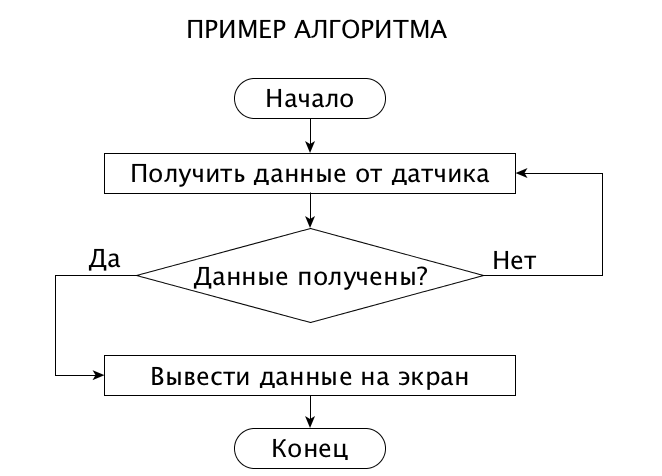 ПРИМЕР АЛГОРИТМА
Начало
Получить данные от датчика
Данные получены?
Да
Нет
Вывести данные на экран
Конец